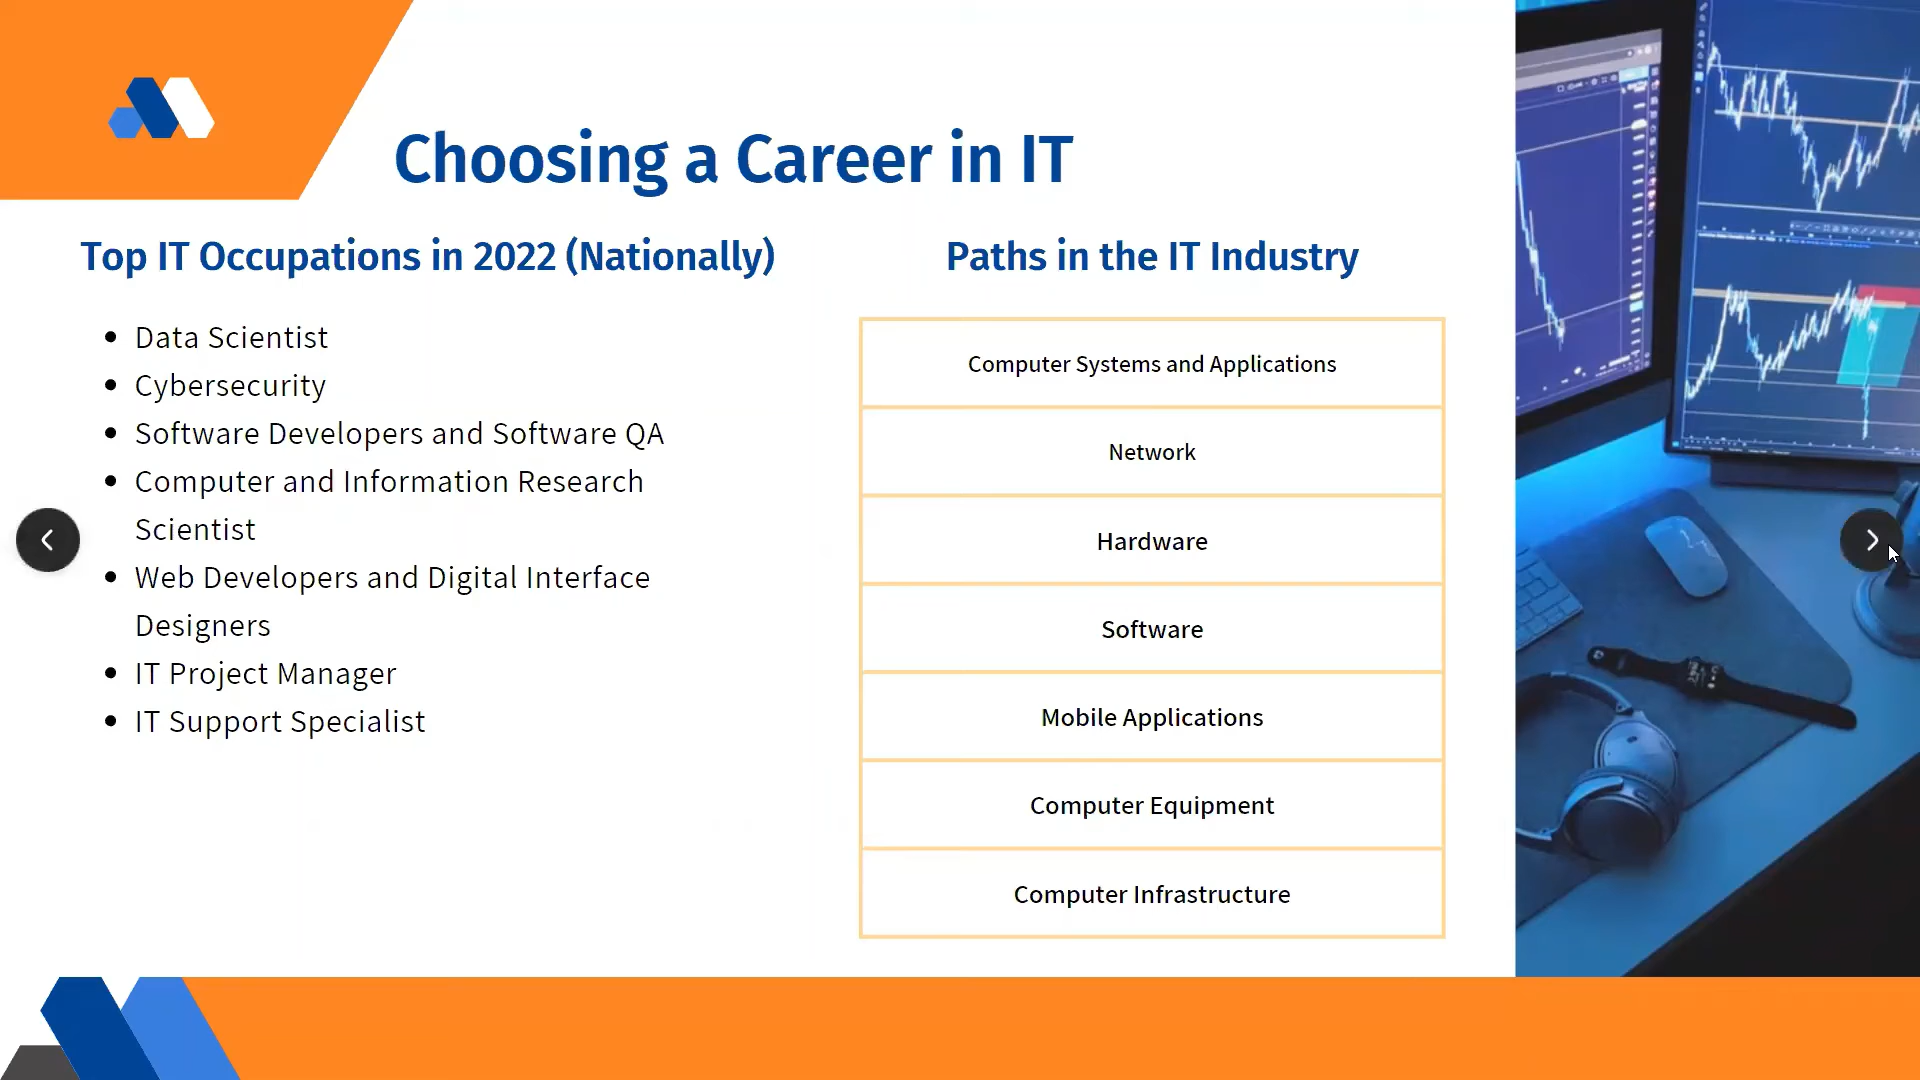 Choosing a Career in IT
Top IT Occupations in 2022 (Nationally)
Data Scientist
Cybersecurity
Software Developers and Software QA
Computer and Information Research
Scientist
Web Developers and Digital Interface
Designers
IT Project Manager
IT Support Specialist
Paths in the IT Industry
Computer Systems and Applications
Network
Hardware
Software
Mobile Applications
Computer Equipment
Computer Infrastructure